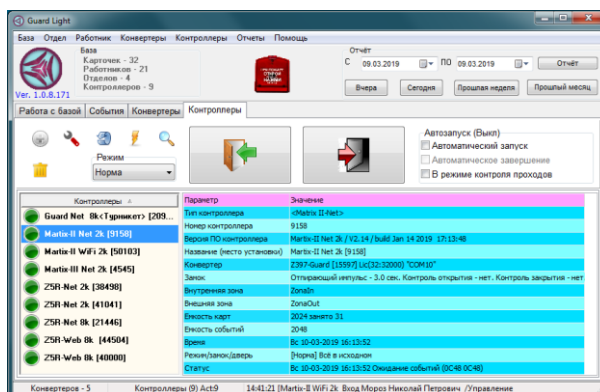 Guard Light
База Отдел Работник Конвертеры Контроллеры Отчеты Помощь
База
Карточек - 32
Работников - 21
Отделов - 4
Контроллеров - 9
Ver. 1.0.8.171
Отчёт
С 09.03.2019 ПО 09.03.2019 Отчёт
Вчера Сегодня Прошлая неделя Прошлый месяц
Работа с базой События Конвертеры Контроллеры
Режим
Норма
Автозапуск (Выкл)
Автоматический запуск
Автоматическое завершение
В режиме контроля проходов
Контроллеры
Guard Net 8k<Турникет> [209...
Martix-II Net 2k [9158]
Martix-II WiFi 2k [50103]
Martix-III Net 2k [4545]
Z5R-Net 2k [38498]
Z5R-Net 2k [41041]
Z5R-Net 8k [21446]
Z5R-Web 8k [44504]
Z5R-Web 8k [40000]
Параметр Значение
Тип контроллера <Matrix II-Net>
Номер контроллера 9158
Версия ПО контроллера Martix-II Net 2k / V2.14 / build Jan 14 2019 17:13:48
Название (место установки) Martix-II Net 2k [9158]
Конвертер Z397-Guard [15597] Lic(32:32000) "COM10"
Замок Отпирающий импульс - 3.0 сек. Контроль открытия - нет. Контроль закрытия - нет
Внутренняя зона ZonaIn
Внешняя зона ZonaOut
Емкость карт 2024 занято 31
Емкость событий 2048
Время Вс 10-03-2019 16:13:52
Режим/замок/дверь [Норма] Всё в исходном
Статус Вс 10-03-2019 16:13:52 Ожидание событий (0C48 0C48)
Конвертеров - 5 Контроллеры (9) Act:9 14:41:21 (Martix-II WiFi 2k Вход Мороз Николай Петрович /Управление